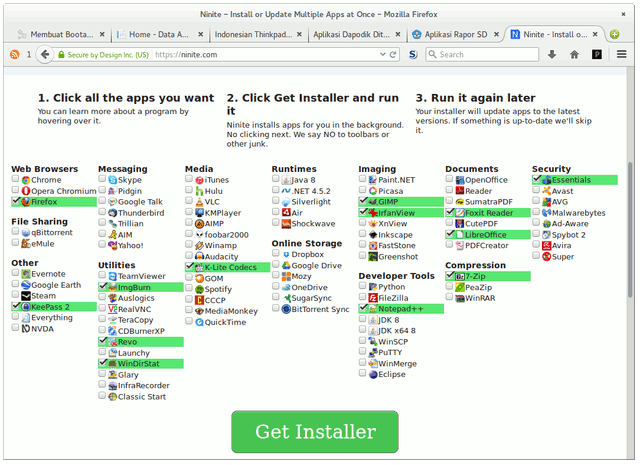 Ninite – Install or Update Multiple Apps at Once – Mozilla Firefox
Membuat Boota...
Home - Data A...
Indonesian Thinkpad...
Aplikasi Dapodik Dit...
Aplikasi Rapor SD
Ninite - Install o...
1
Secure by Design Inc. (US)
https://ninite.com
Search
1. Click all the apps you want
You can learn more about a program by
hovering over it.
2. Click Get Installer and run
it
Ninite installs apps for you in the background.
No clicking next. We say NO to toolbars or
other junk.
3. Run it again later
Your installer will update apps to the latest
versions. If something is up-to-date we'll skip
it.
Web Browsers
Chrome
Opera Chromium
Firefox
File Sharing
qBittorrent
eMule
Other
Evernote
Google Earth
Steam
KeePass 2
Everything
NVDA
Messaging
Skype
Pidgin
Google Talk
Thunderbird
Trillian
AIM
Yahoo!
Utilities
TeamViewer
ImgBurn
Auslogics
RealVNC
TeraCopy
CDBurnerXP
Revo
Launchy
WinDirStat
Glary
InfraRecorder
Classic Start
Media
iTunes
Hulu
VLC
KMPlayer
AIMP
foobar2000
Winamp
Audacity
K-Lite Codecs
GOM
Spotify
CCCP
MediaMonkey
QuickTime
Runtimes
Java 8
.NET 4.5.2
Silverlight
Air
Shockwave
Online Storage
Dropbox
Google Drive
Mozy
OneDrive
SugarSync
BitTorrent Sync
Imaging
Paint.NET
Picasa
GIMP
IrfanView
XnView
Inkscape
FastStone
Greenshot
Developer Tools
Python
FileZilla
Notepad++
JDK 8
JDK x64 8
WinSCP
PuTTY
WinMerge
Eclipse
Documents
OpenOffice
Reader
SumatraPDF
Foxit Reader
CutePDF
LibreOffice
PDFCreator
Compression
7-Zip
PeaZip
WinRAR
Security
Essentials
Avast
AVG
Malwarebytes
Ad-Aware
Spybot 2
Avira
Super
Get Installer